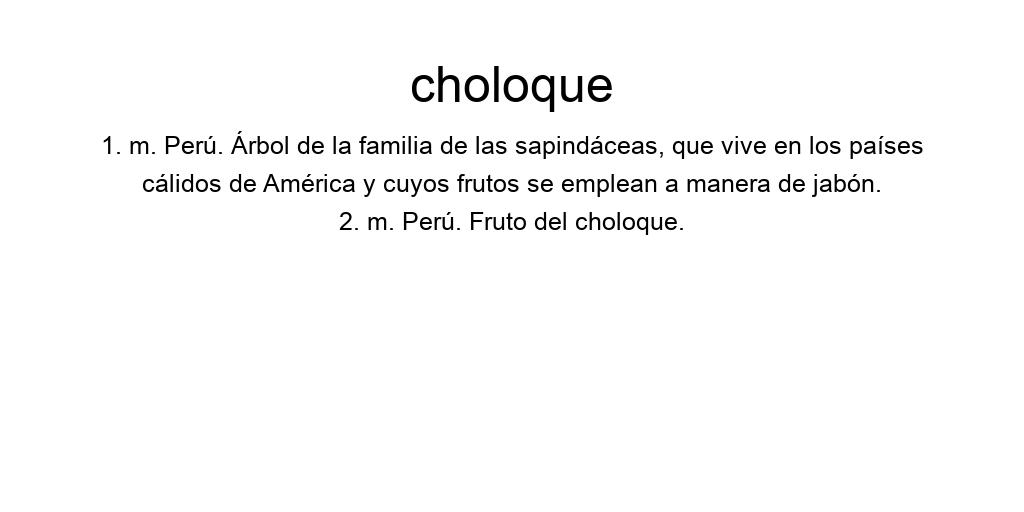 choloque
1. m. Perú. Árbol de la familia de las sapindáceas, que vive en los países
cálidos de América y cuyos frutos se emplean a manera de jabón.
2. m. Perú. Fruto del choloque.